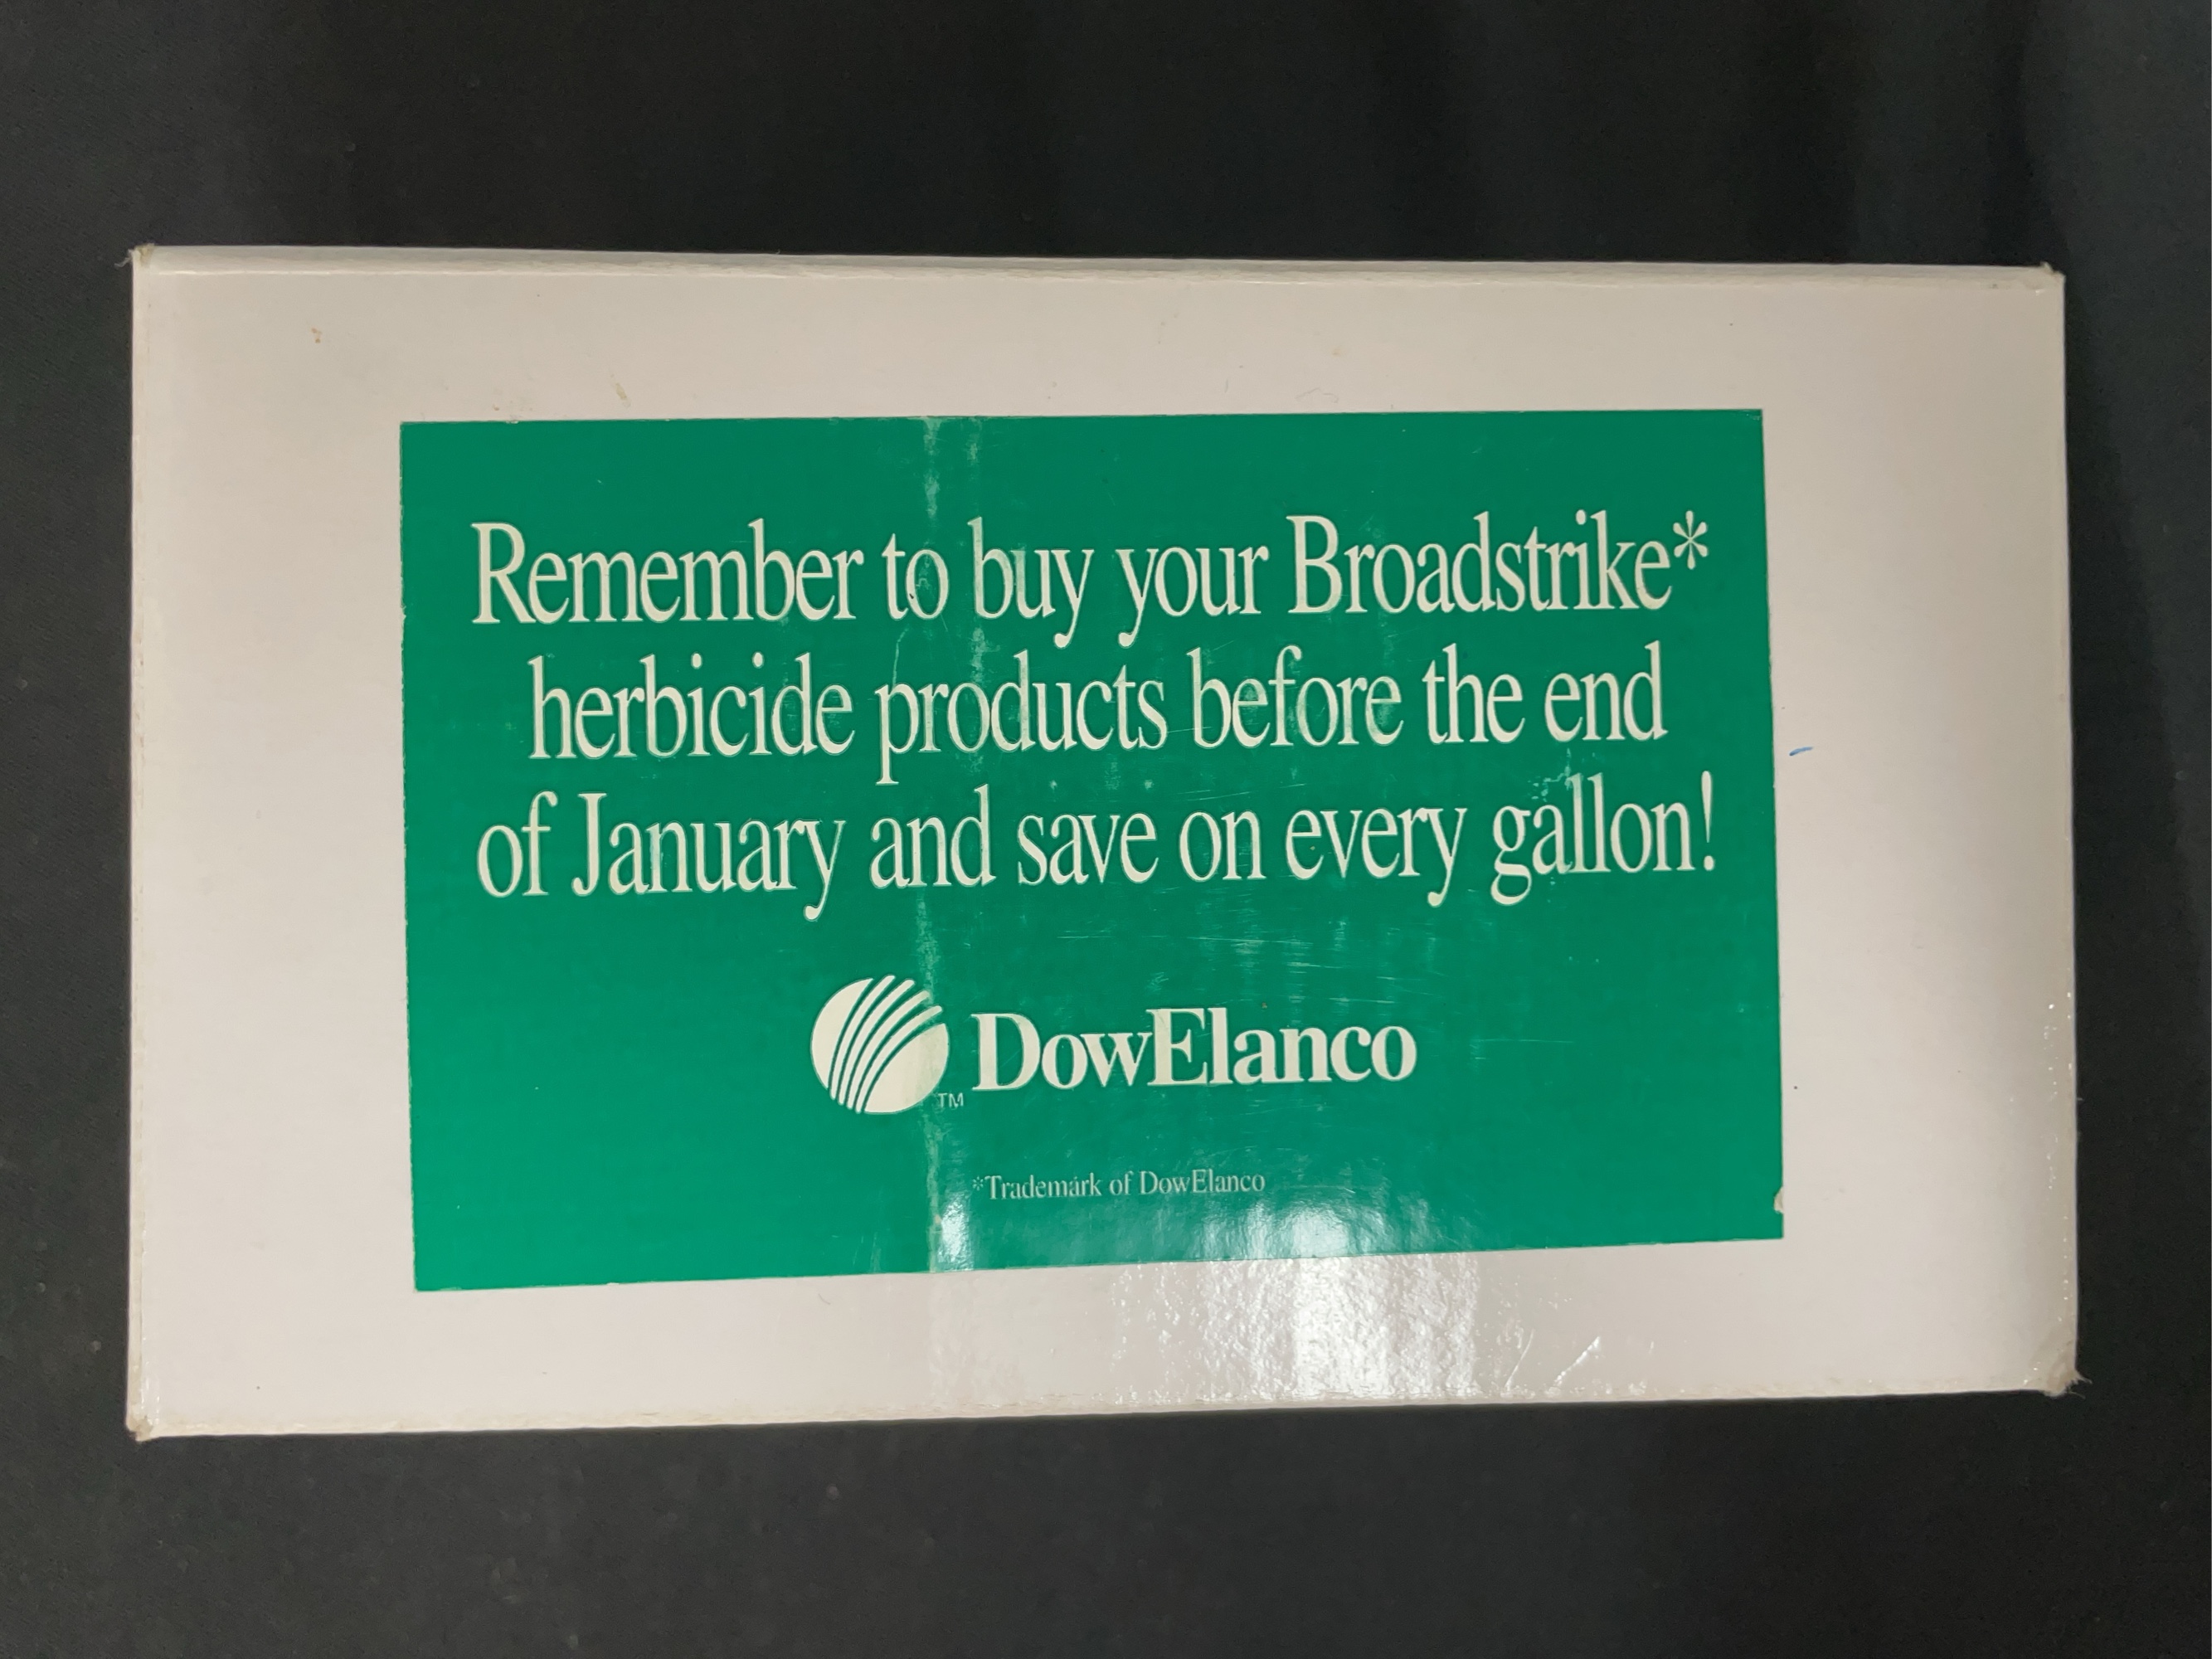 Remember to buy your Broadstrike*
herbicide products before the end
of January and save on every gallon!
TM DowElanco
*Trademark of DowElanco